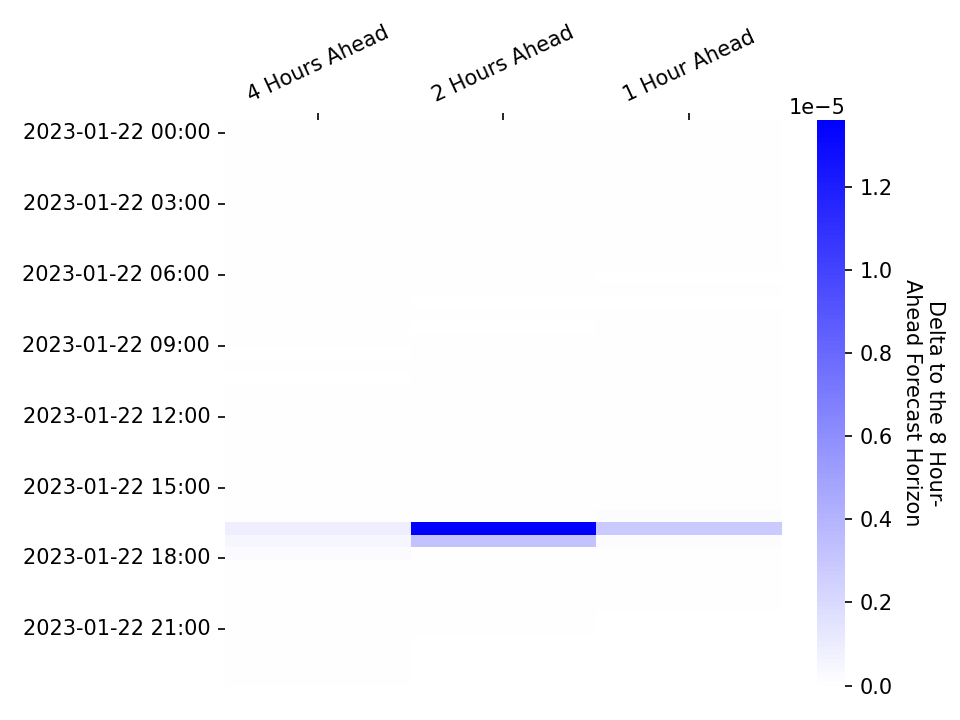 4 Hours Ahead
2 Hours Ahead
1 Hour Ahead
1e−5
2023-01-22 00:00
2023-01-22 03:00
2023-01-22 06:00
2023-01-22 09:00
2023-01-22 12:00
2023-01-22 15:00
2023-01-22 18:00
2023-01-22 21:00
1.2
1.0
0.8
0.6
0.4
0.2
0.0
Delta to the 8 Hour-
Ahead Forecast Horizon